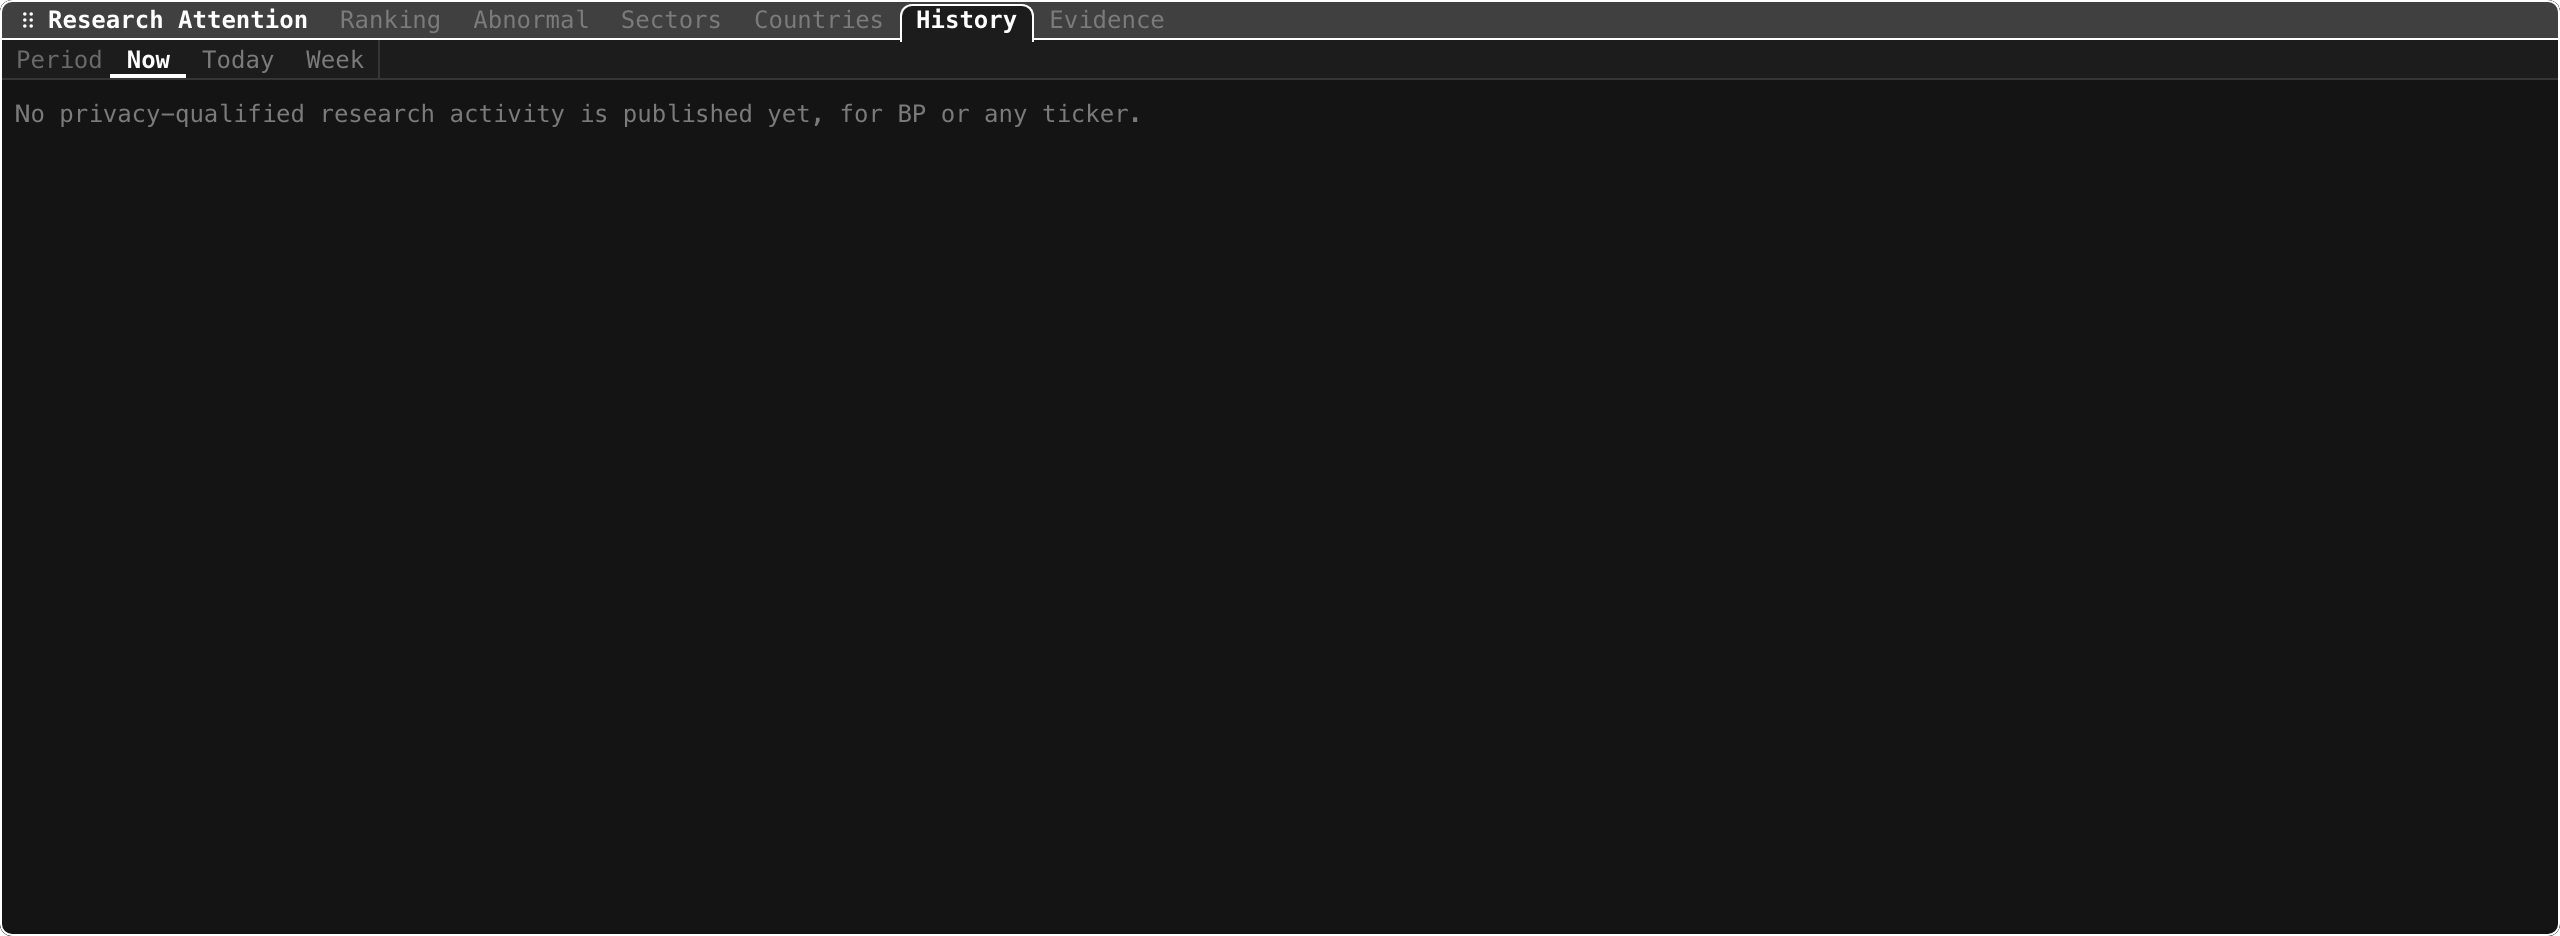 Research Attention Ranking Abnormal Sectors Countries History Evidence
Period Now Today Week
No privacy-qualified research activity is published yet, for BP or any ticker.